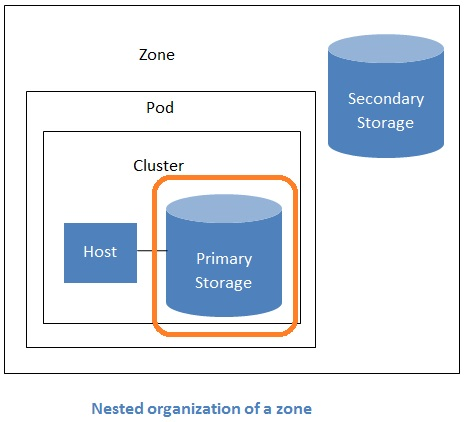 Zone
Secondary
Storage
Pod
Cluster
Host
Primary
Storage
Nested organization of a zone